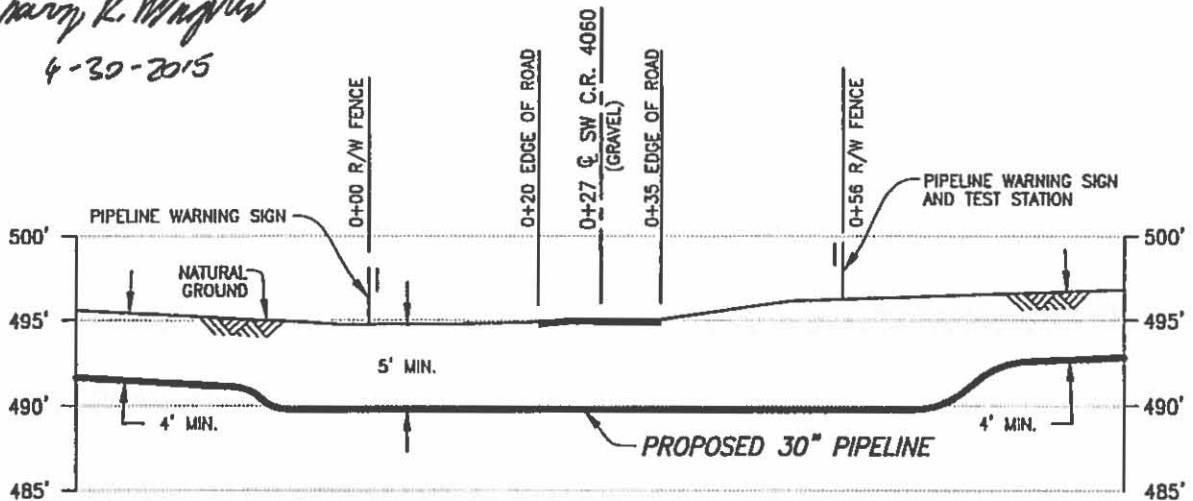 4-30-2015
0+00 R/W FENCE
0+20 EDGE OF ROAD
0+27 ℄ SW C.R. 4060
(GRAVEL)
0+35 EDGE OF ROAD
0+56 R/W FENCE
PIPELINE WARNING SIGN
PIPELINE WARNING SIGN
AND TEST STATION
500'
500'
NATURAL
GROUND
495'
495'
5' MIN.
490'
490'
4' MIN.
4' MIN.
PROPOSED 30" PIPELINE
485'
485'